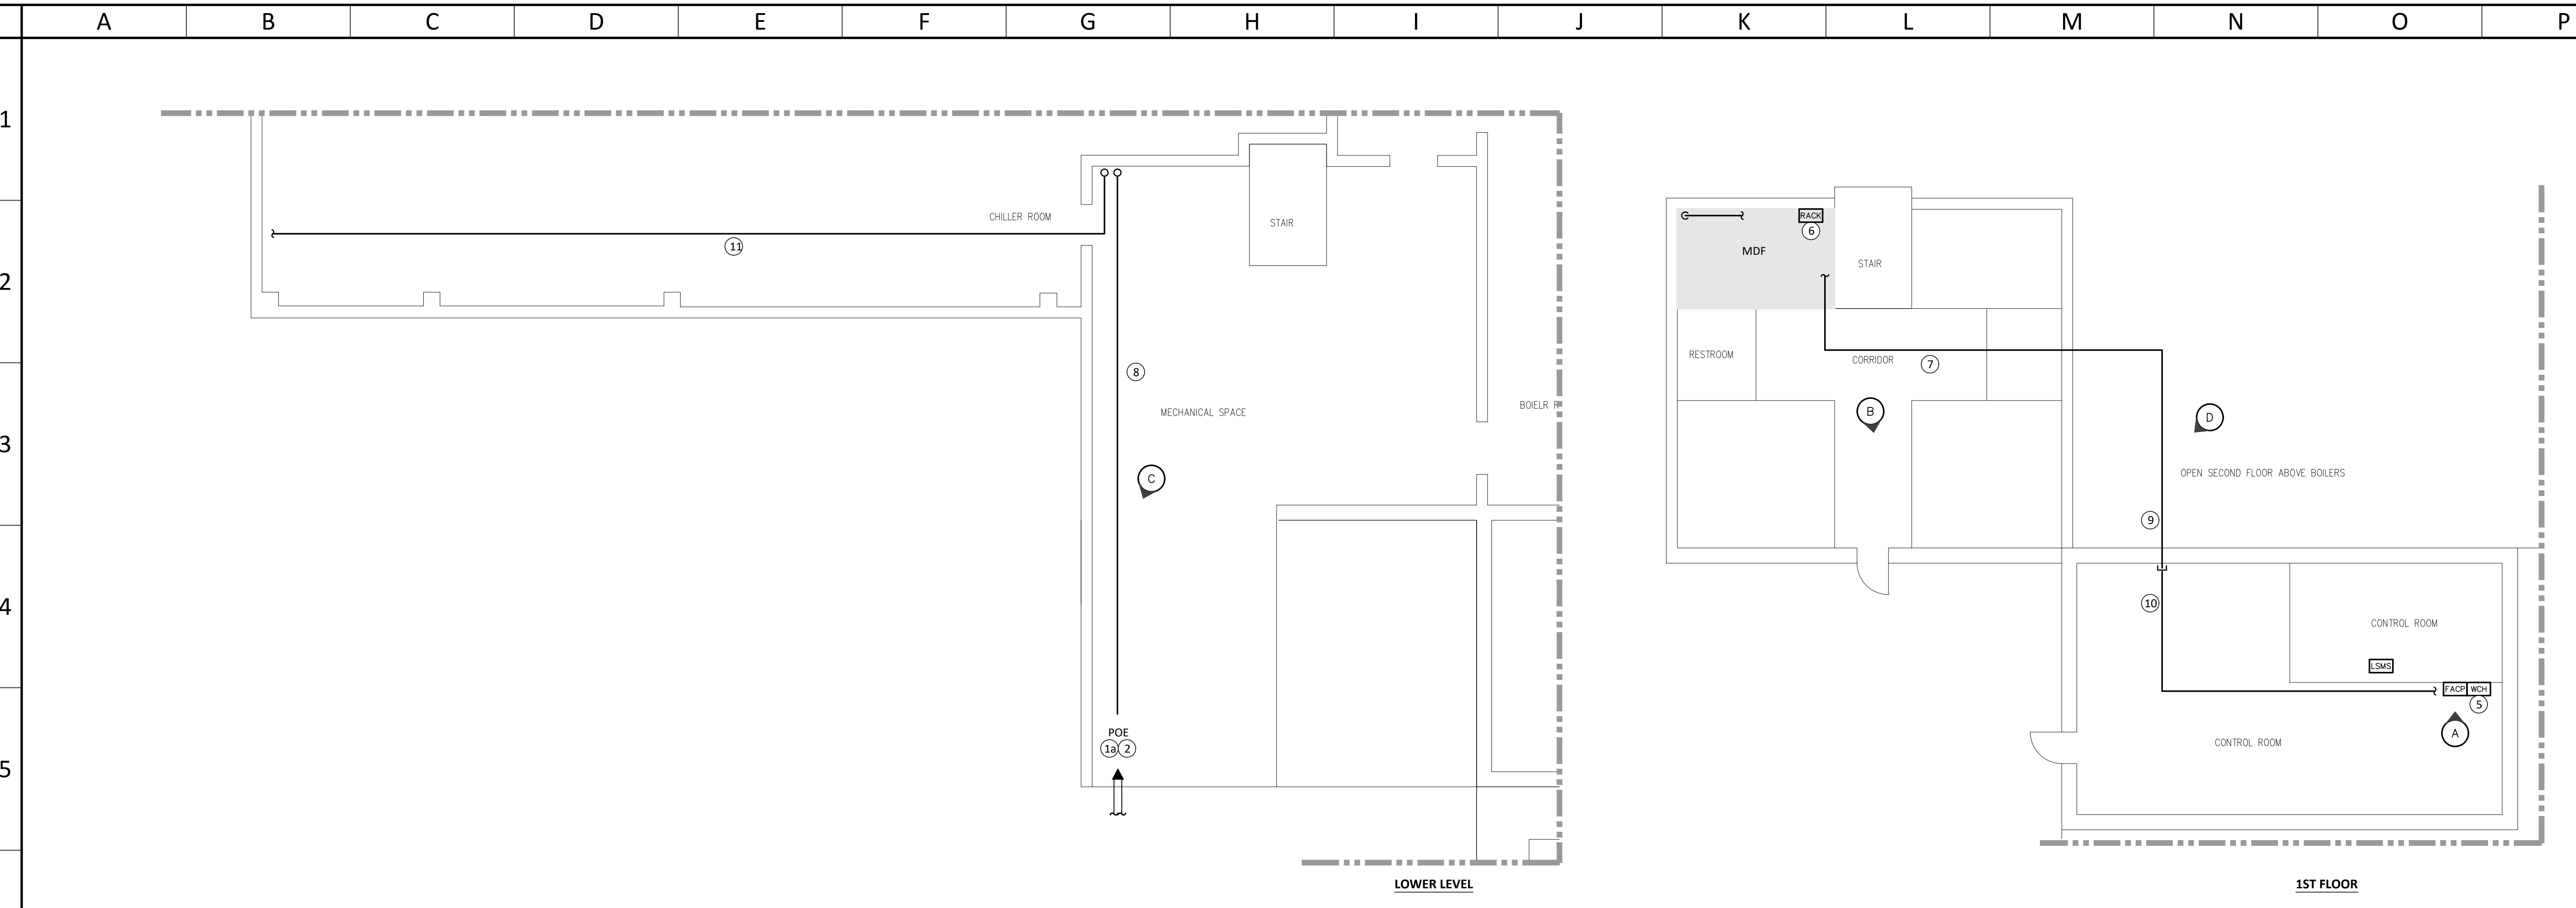 A B C D E F G H I J K L M N O P
1
2
3
4
5
CHILLER ROOM
11
STAIR
8
MECHANICAL SPACE
BOIELR R
C
POE
1a 2
LOWER LEVEL
RACK
6
MDF
STAIR
RESTROOM
CORRIDOR
7
B
D
OPEN SECOND FLOOR ABOVE BOILERS
9
10
CONTROL ROOM
LSMS
FACP WCH
5
A
CONTROL ROOM
1ST FLOOR